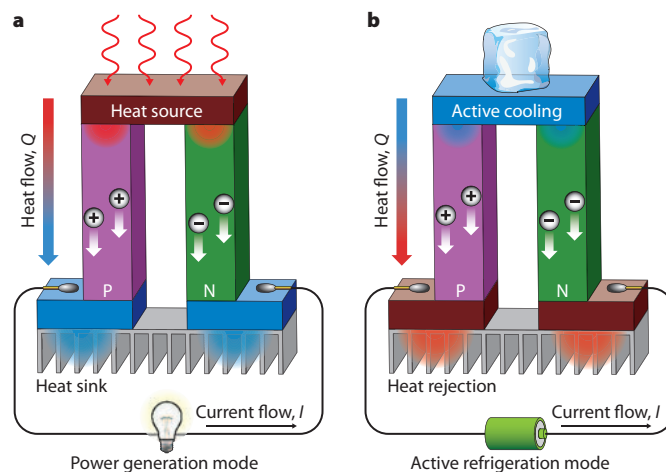 a
Heat source
Heat flow, Q
+
+
−
−
P
N
Heat sink
Current flow, I
Power generation mode
b
Active cooling
Heat flow, Q
+
+
−
−
P
N
Heat rejection
Current flow, I
Active refrigeration mode